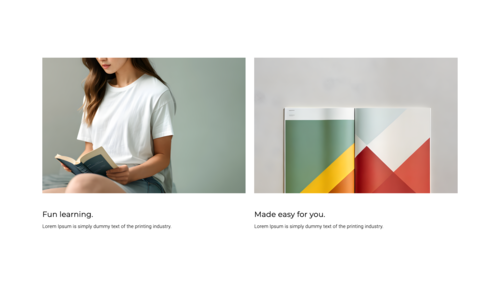 Fun learning.
Lorem Ipsum is simply dummy text of the printing industry.
Made easy for you.
Lorem Ipsum is simply dummy text of the printing industry.